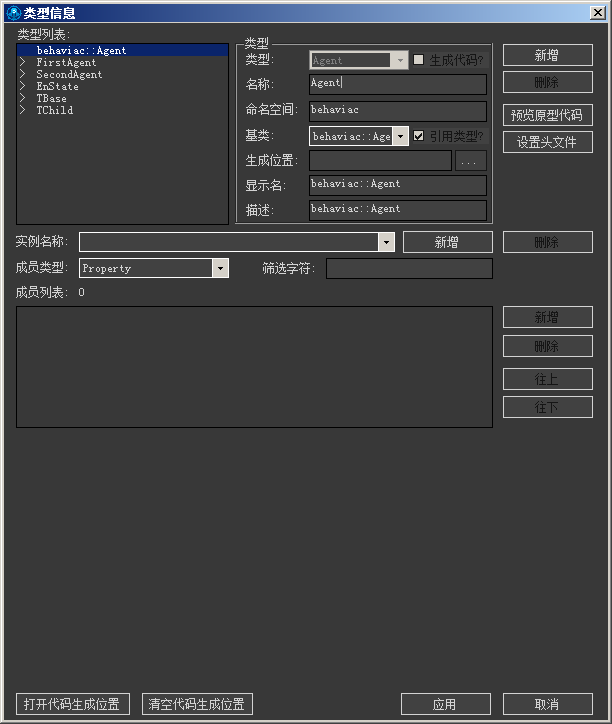 类型信息
类型列表:
behaviac::Agent
FirstAgent
SecondAgent
EnState
TBase
TChild
类型
类型: Agent 生成代码?
名称: Agent
命名空间: behaviac
基类: behaviac::Age 引用类型?
生成位置: ...
显示名: behaviac::Agent
描述: behaviac::Agent
新增
删除
预览原型代码
设置头文件
实例名称: 新增 删除
成员类型: Property 筛选字符:
成员列表: 0
新增
删除
往上
往下
打开代码生成位置 清空代码生成位置 应用 取消